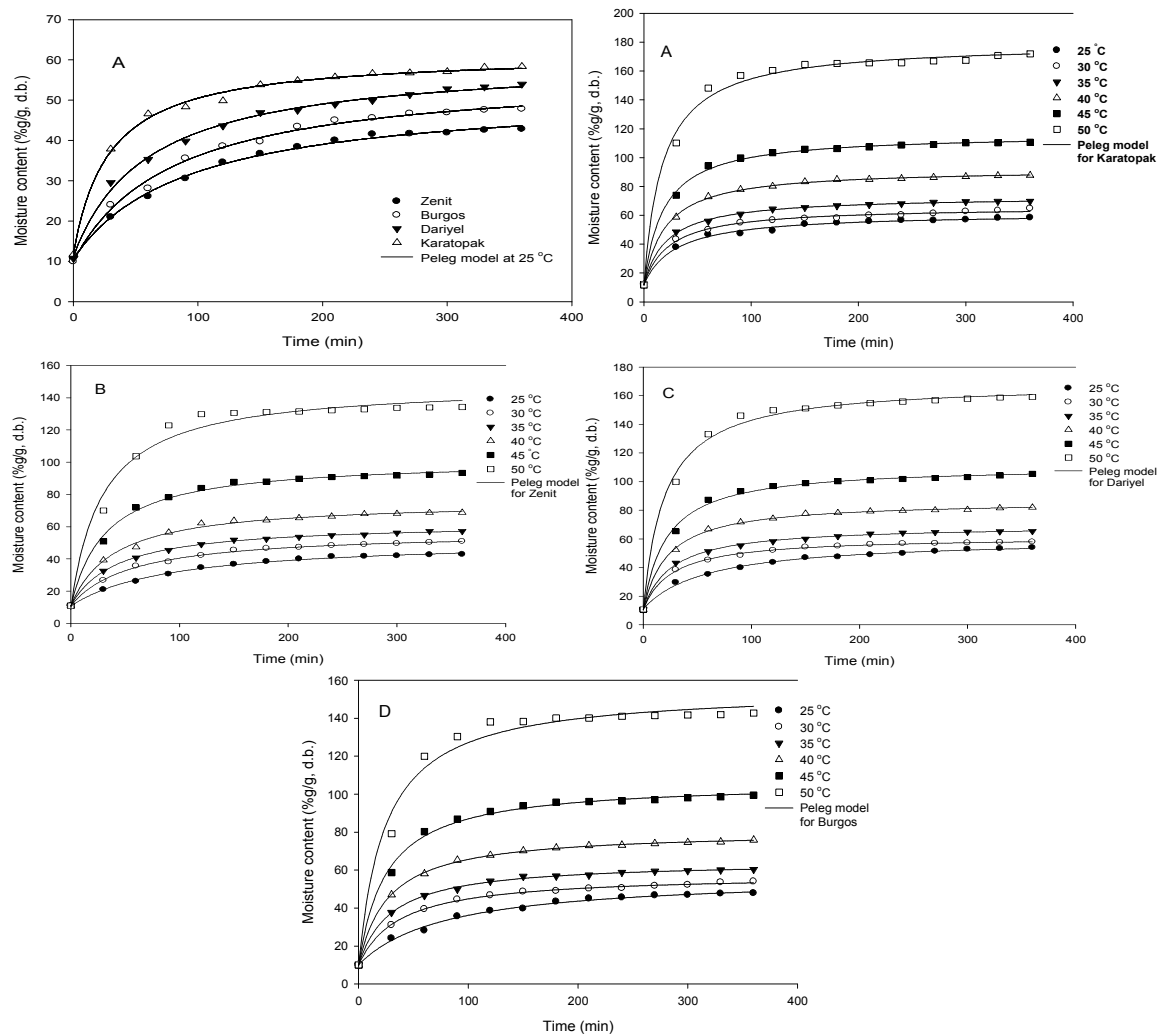 A
Moisture content (%g/g, d.b.)
70
60
50
40
30
20
10
0
0 100 200 300 400
Time (min)
Zenit
Burgos
Dariyel
Karatopak
Peleg model at 25 °C
A
Moisture content (%g/g, d.b.)
200
180
160
140
120
100
80
60
40
20
0
0 100 200 300 400
Time (min)
25 °C
30 °C
35 °C
40 °C
45 °C
50 °C
Peleg model
for Karatopak
B
Moisture content (%g/g, d.b.)
160
140
120
100
80
60
40
20
0
0 100 200 300 400
Time (min)
25 °C
30 °C
35 °C
40 °C
45 °C
50 °C
Peleg model
for Zenit
C
Moisture content (%g/g, d.b.)
180
160
140
120
100
80
60
40
20
0
0 100 200 300 400
Time (min)
25 °C
30 °C
35 °C
40 °C
45 °C
50 °C
Peleg model
for Dariyel
D
Moisture content (%g/g, d.b.)
160
140
120
100
80
60
40
20
0
0 100 200 300 400
Time (min)
25 °C
30 °C
35 °C
40 °C
45 °C
50 °C
Peleg model
for Burgos